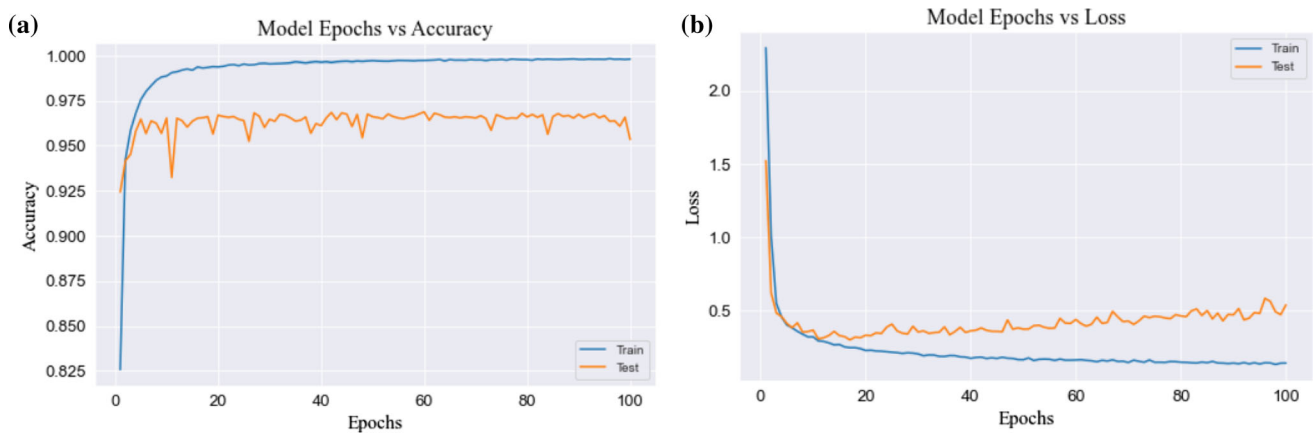 (a)
Model Epochs vs Accuracy
1.000
0.975
0.950
0.925
0.900
0.875
0.850
0.825
Accuracy
0 20 40 60 80 100
Epochs
Train
Test
(b)
Model Epochs vs Loss
2.0
1.5
1.0
0.5
Loss
0 20 40 60 80 100
Epochs
Train
Test